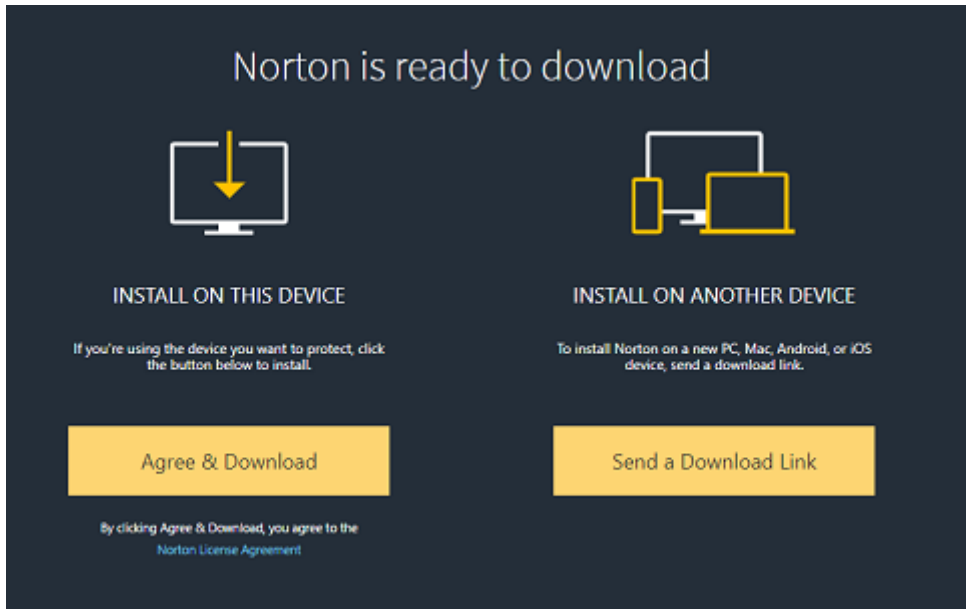 Norton is ready to download
INSTALL ON THIS DEVICE
If you're using the device you want to protect, click
the button below to install.
Agree & Download
By clicking Agree & Download, you agree to the
Norton License Agreement
INSTALL ON ANOTHER DEVICE
To install Norton on a new PC, Mac, Android, or iOS
device, send a download link.
Send a Download Link